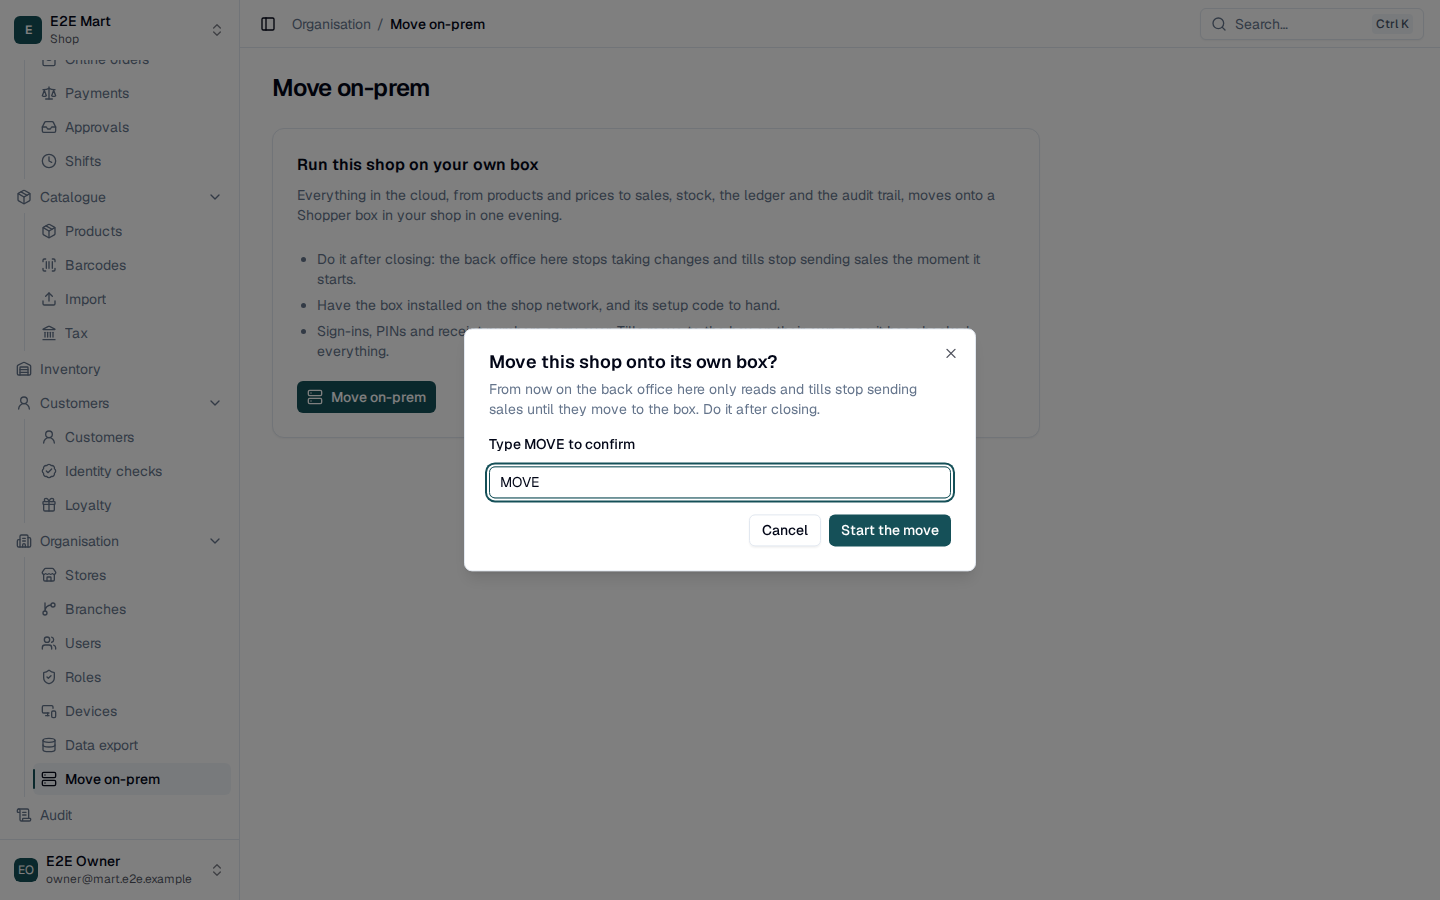 E
E2E Mart
Shop
Organisation / Move on-prem
Search...
Ctrl K
Online orders
Payments
Approvals
Shifts
Catalogue
Products
Barcodes
Import
Tax
Inventory
Customers
Customers
Identity checks
Loyalty
Organisation
Stores
Branches
Users
Roles
Devices
Data export
Move on-prem
Audit
EO
E2E Owner
owner@mart.e2e.example
Move on-prem
Run this shop on your own box
Everything in the cloud, from products and prices to sales, stock, the ledger and the audit trail, moves onto a
Shopper box in your shop in one evening.
Do it after closing: the back office here stops taking changes and tills stop sending sales the moment it
starts.
Have the box installed on the shop network, and its setup code to hand.
Sign-ins, PINs and
everything.
Move on-prem
Move this shop onto its own box?
From now on the back office here only reads and tills stop sending
sales until they move to the box. Do it after closing.
Type MOVE to confirm
MOVE
Cancel
Start the move